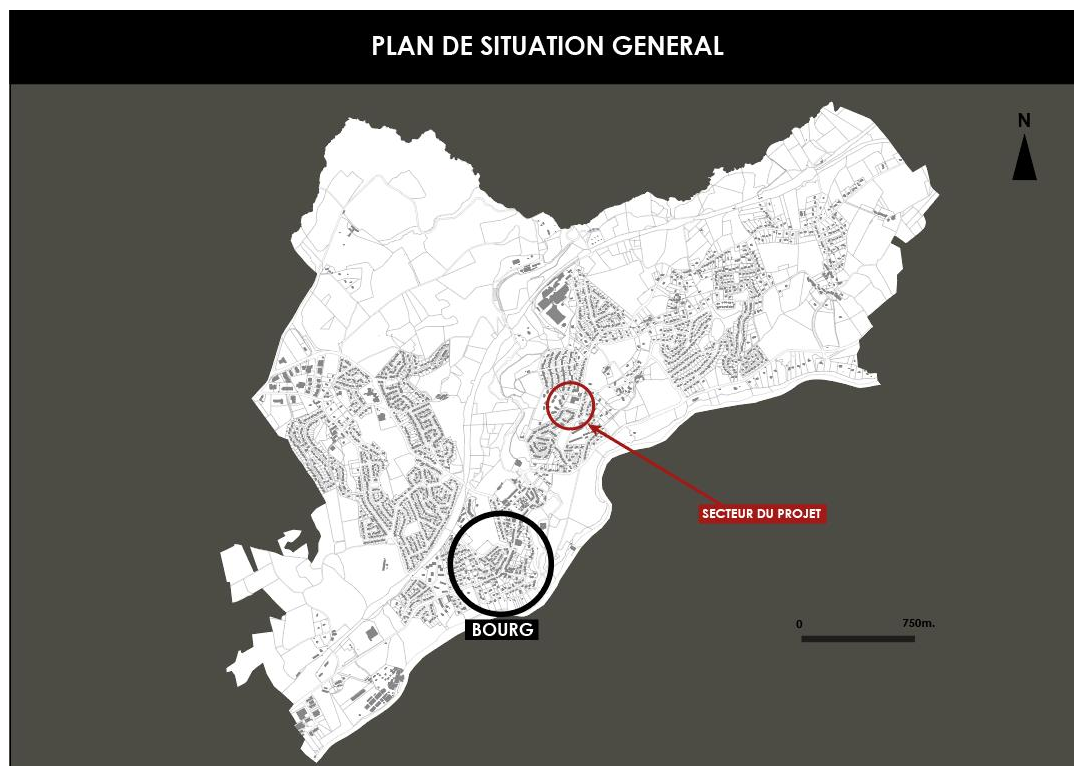 PLAN DE SITUATION GENERAL
N
SECTEUR DU PROJET
0 750m.
BOURG